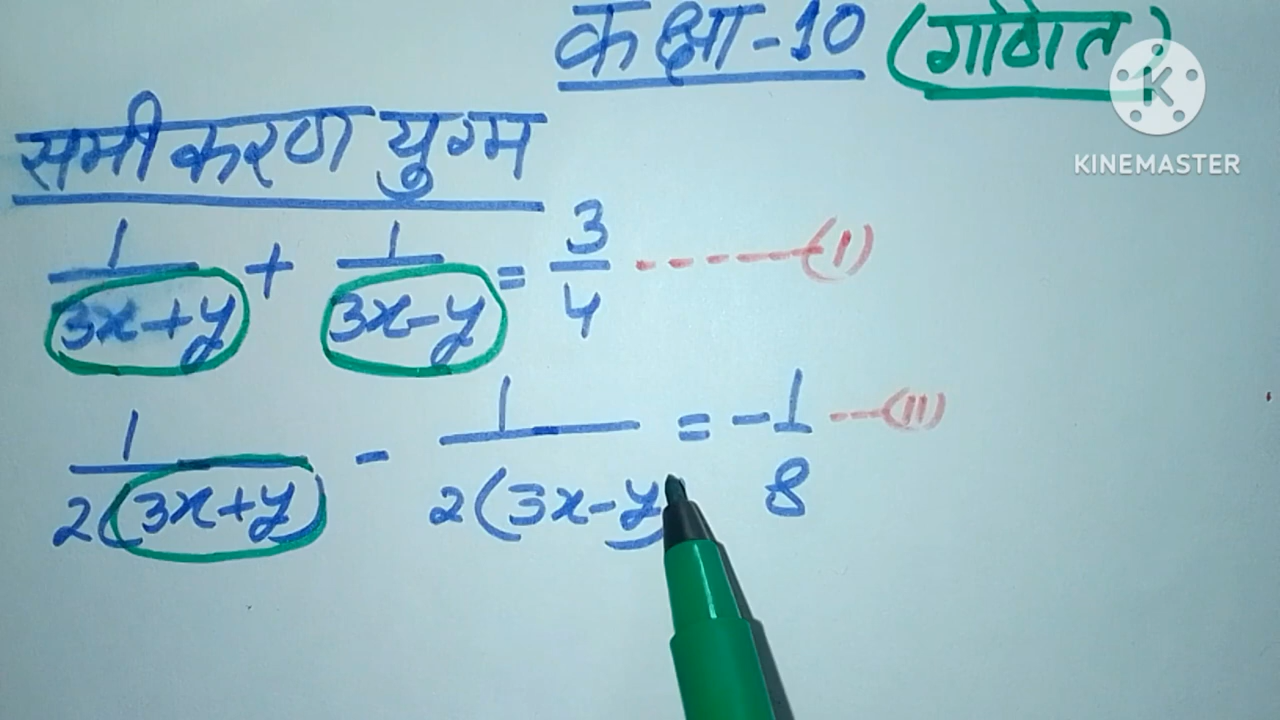 कक्षा-10 (गणित)
समीकरण युग्म
1/(3x+y) + 1/(3x-y) = 3/4 ------(I)
1/2(3x+y) - 1/2(3x-y) = -1/8 ---(II)
KINEMASTER